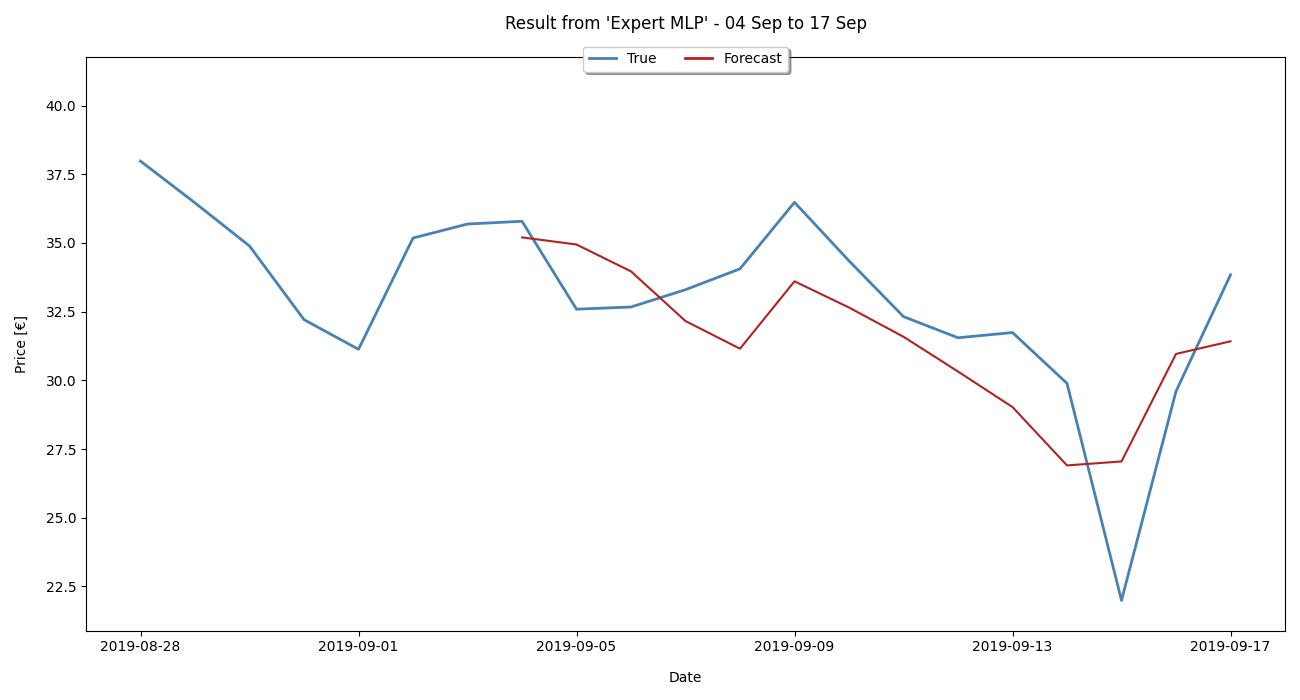 Result from 'Expert MLP' - 04 Sep to 17 Sep
True Forecast
40.0
37.5
35.0
32.5
30.0
27.5
25.0
22.5
Price [€]
2019-08-28 2019-09-01 2019-09-05 2019-09-09 2019-09-13 2019-09-17
Date